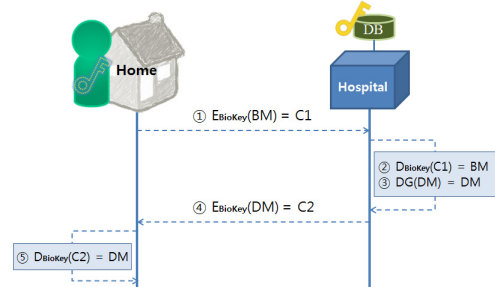 DB
Home
Hospital
① EBioKey(BM) = C1
② DBioKey(C1) = BM
③ DG(DM) = DM
④ EBioKey(DM) = C2
⑤ DBioKey(C2) = DM